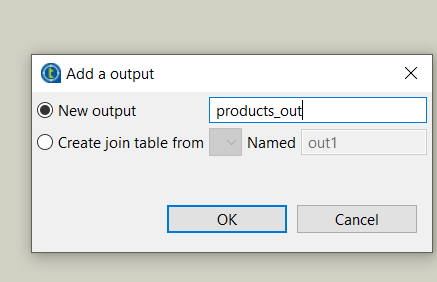 Add a output
New output products_out
Create join table from Named out1
OK Cancel